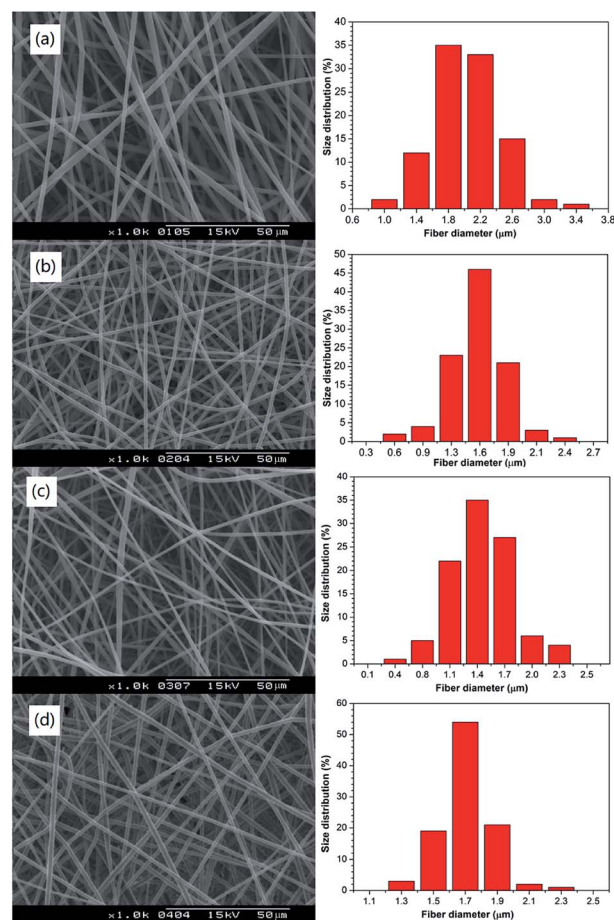 (a)
×1.0k 0105 15kV 50µm
Size distribution (%)
40
35
30
25
20
15
10
5
0
0.6 1.0 1.4 1.8 2.2 2.6 3.0 3.4 3.8
Fiber diameter (µm)
(b)
×1.0k 0204 15kV 50µm
Size distribution (%)
50
45
40
35
30
25
20
15
10
5
0
0.3 0.6 0.9 1.3 1.6 1.9 2.1 2.4 2.7
Fiber diameter (µm)
(c)
×1.0k 0307 15kV 50µm
Size distribution (%)
40
35
30
25
20
15
10
5
0
0.1 0.4 0.8 1.1 1.4 1.7 2.0 2.3 2.5
Fiber diameter (µm)
(d)
×1.0k 0404 15kV 50µm
Size distribution (%)
60
50
40
30
20
10
0
1.1 1.3 1.5 1.7 1.9 2.1 2.3 2.5
Fiber diameter (µm)